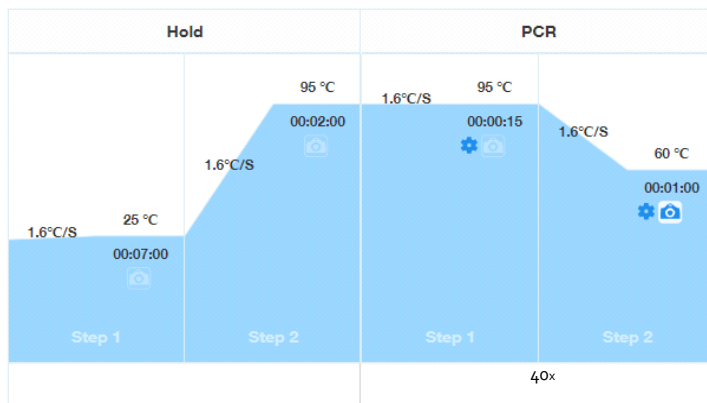 Hold
PCR
1.6°C/S
25 °C
00:07:00
Step 1
1.6°C/S
95 °C
00:02:00
Step 2
1.6°C/S
95 °C
00:00:15
Step 1
1.6°C/S
60 °C
00:01:00
Step 2
40x